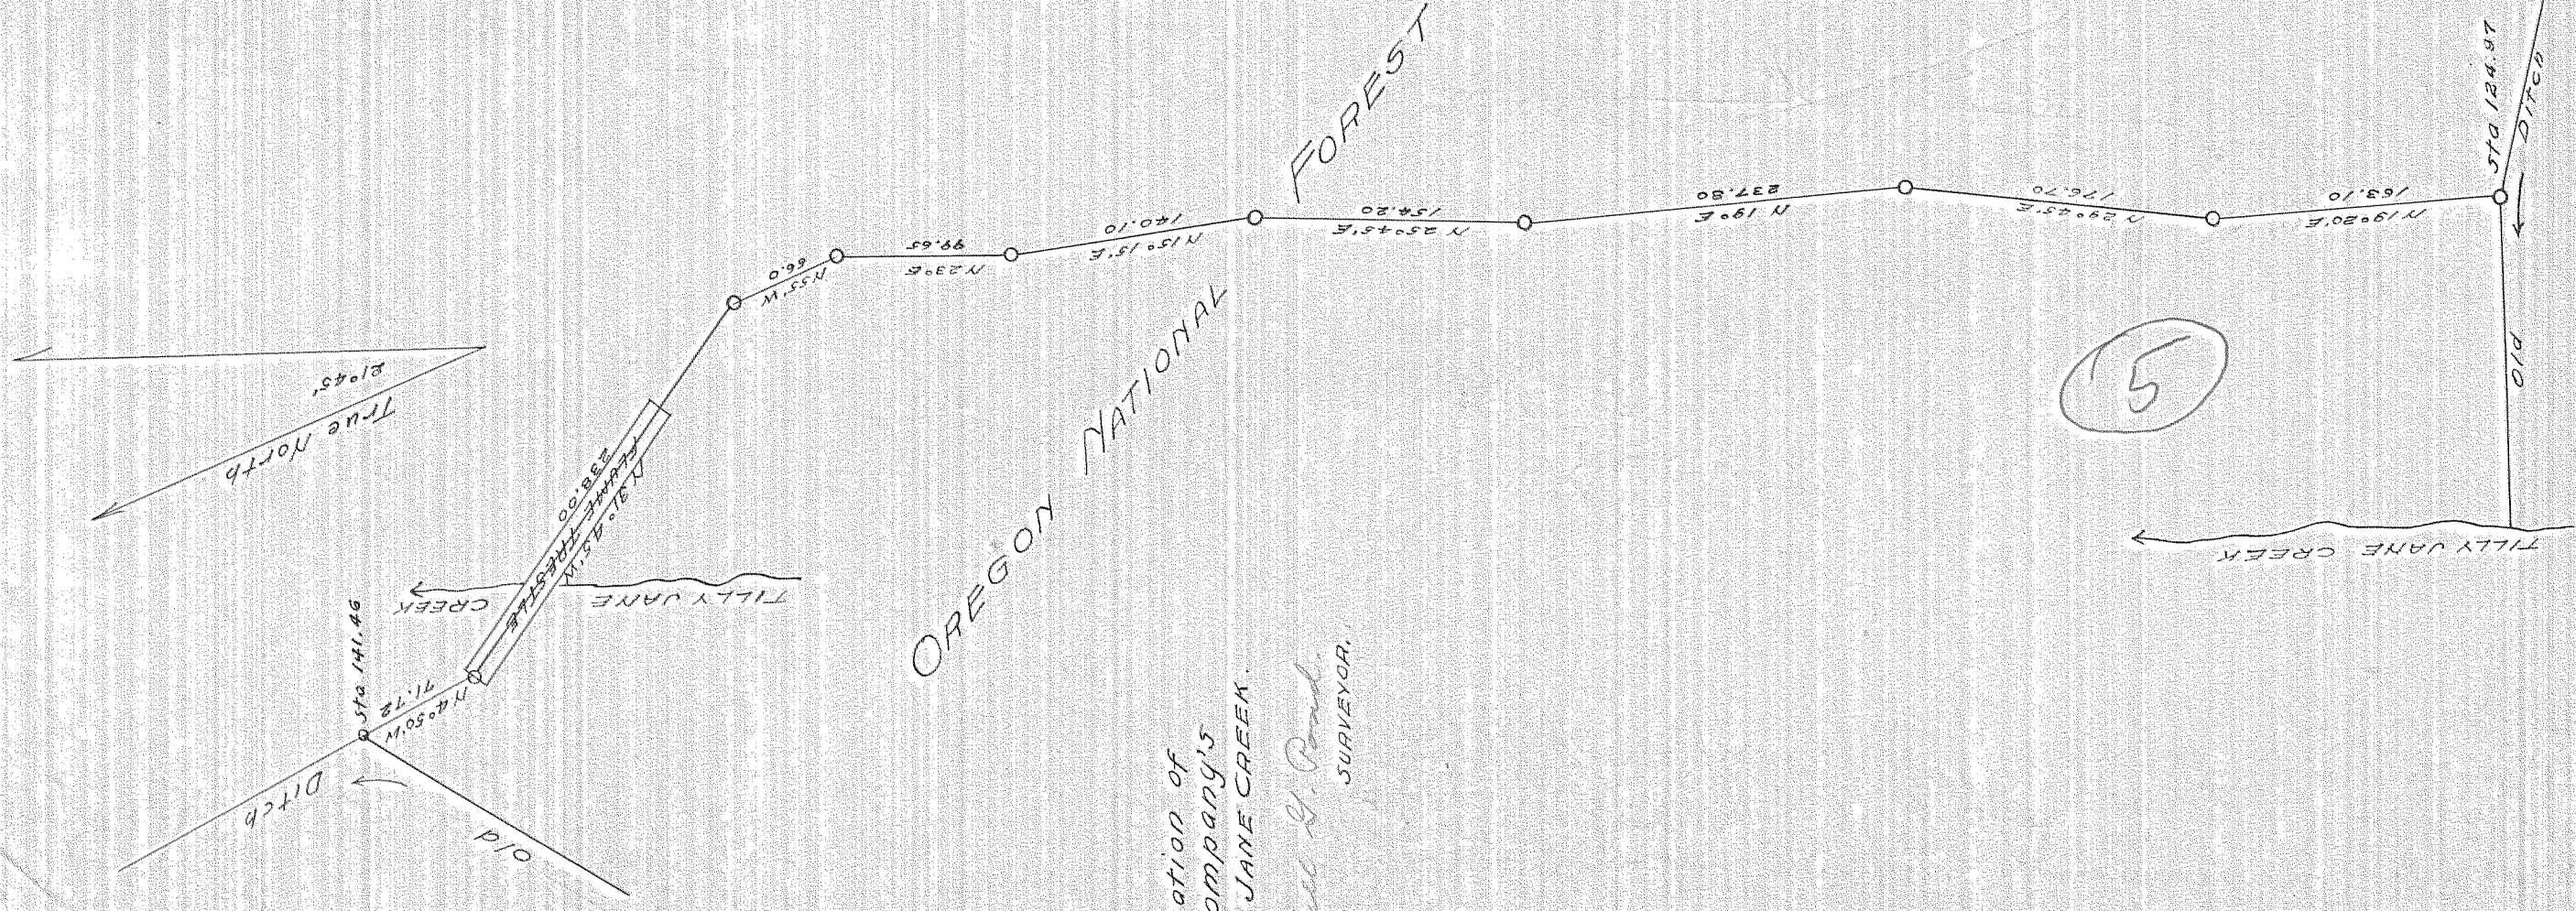 FOREST
OREGON NATIONAL
True North
21°45'
Sta 124.97
Ditch
Old
N 19°20'E
163.10
N 29°45'E
176.70
N 19°E
237.80
N 25°45'E
154.20
N 15°15'E
140.10
N 23°E
99.65
N 55'W
66.0
N 31°45'W
FLUME TRESTLE
238.00
N 4°50'W
71.72
Sta 141.46
Ditch
Old
TILLY JANE CREEK
TILLY JANE CREEK
5
ation of
ompany's
JANE CREEK.
SURVEYOR.